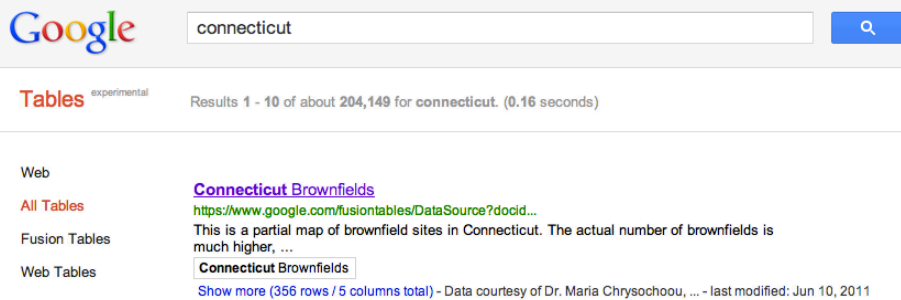 Google
connecticut
Tables experimental
Results 1 - 10 of about 204,149 for connecticut. (0.16 seconds)
Web
All Tables
Fusion Tables
Web Tables
Connecticut Brownfields
https://www.google.com/fusiontables/DataSource?docid...
This is a partial map of brownfield sites in Connecticut. The actual number of brownfields is
much higher, ...
Connecticut Brownfields
Show more (356 rows / 5 columns total) - Data courtesy of Dr. Maria Chrysochoou, ... - last modified: Jun 10, 2011